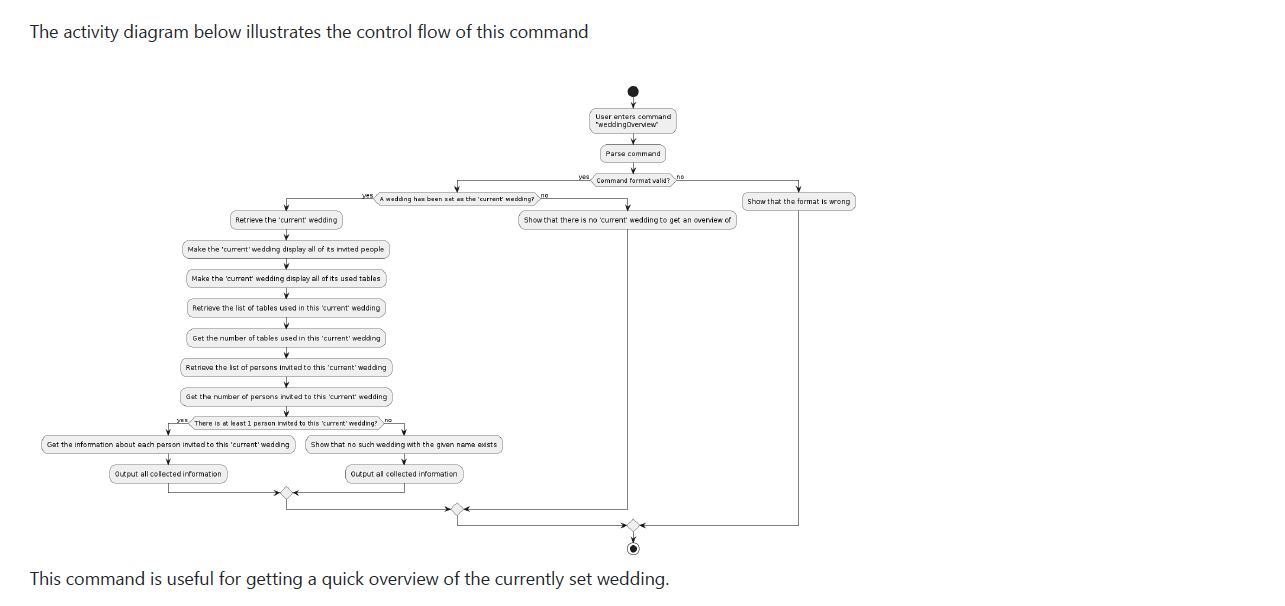 The activity diagram below illustrates the control flow of this command
User enters command
"weddingOverview"
Parse command
yes
Command format valid?
no
yes
A wedding has been set as the 'current' wedding?
no
Show that the format is wrong
Retrieve the 'current' wedding
Show that there is no 'current' wedding to get an overview of
Make the 'current' wedding display all of its invited people
Make the 'current' wedding display all of its used tables
Retrieve the list of tables used in this 'current' wedding
Get the number of tables used in this 'current' wedding
Retrieve the list of persons invited to this 'current' wedding
Get the number of persons invited to this 'current' wedding
yes
There is at least 1 person invited to this 'current' wedding?
no
Get the information about each person invited to this 'current' wedding
Show that no such wedding with the given name exists
Output all collected information
Output all collected information
This command is useful for getting a quick overview of the currently set wedding.